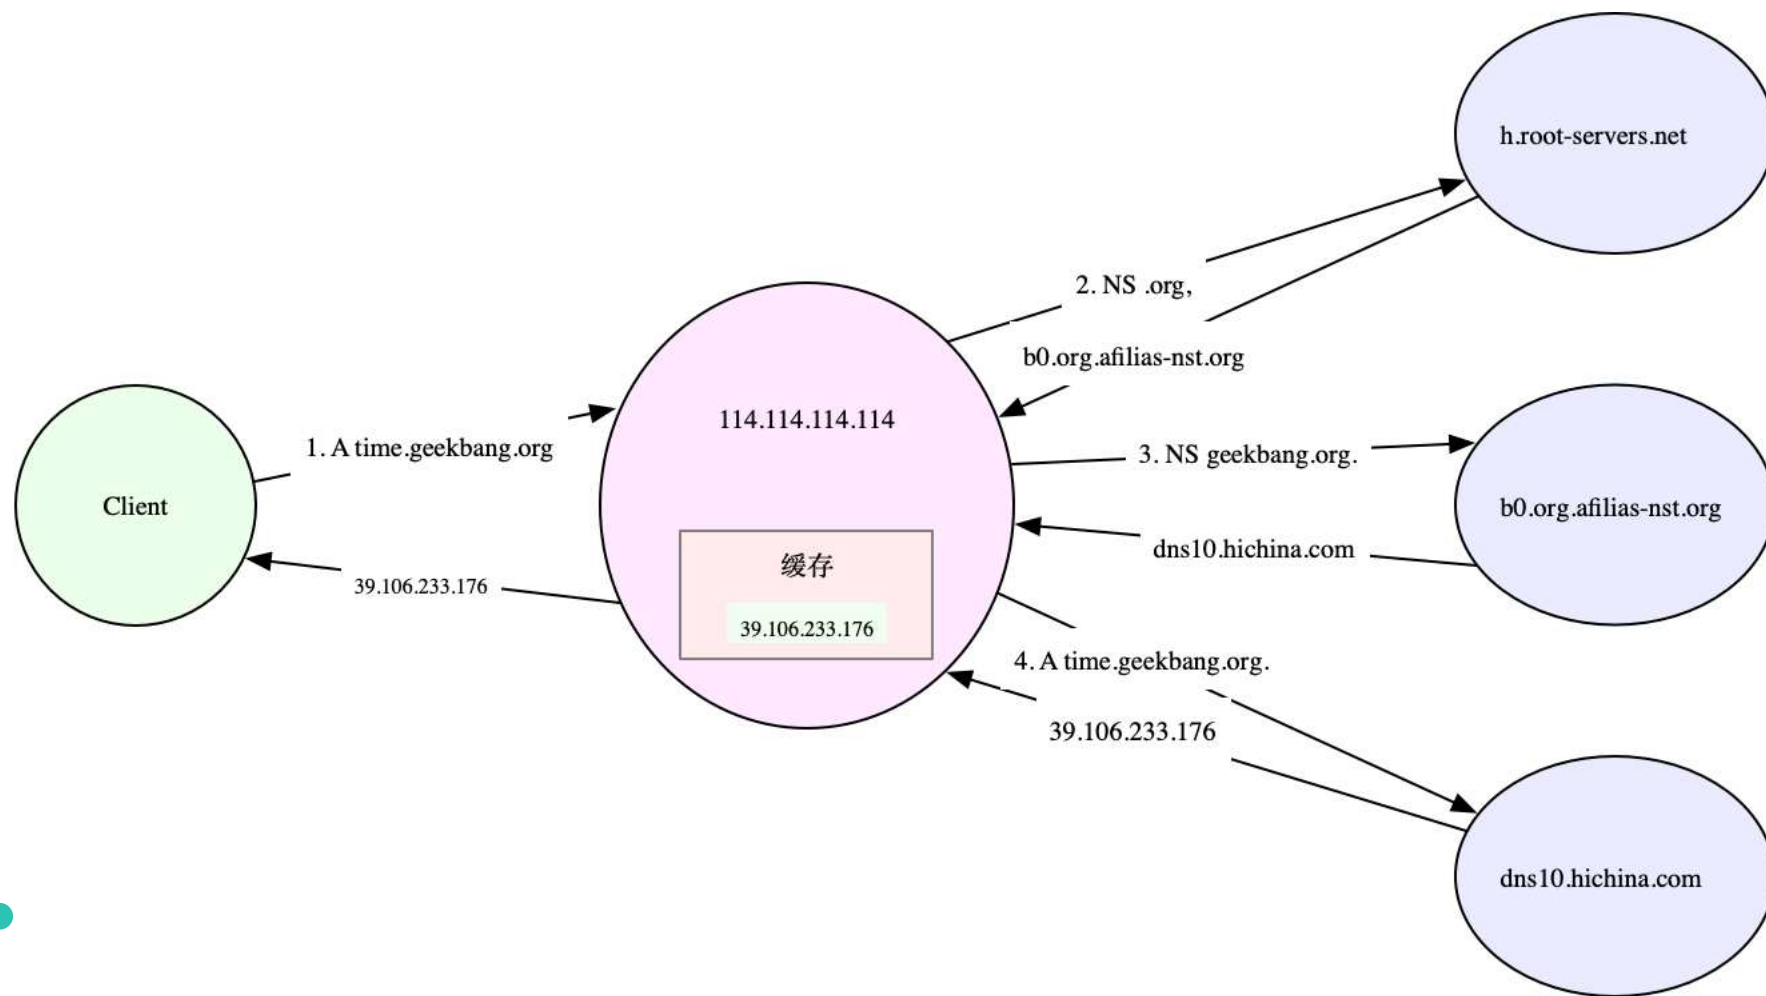 h.root-servers.net
2. NS .org,
b0.org.afilias-nst.org
114.114.114.114
1. A time.geekbang.org
3. NS geekbang.org.
Client
b0.org.afilias-nst.org
dns10.hichina.com
缓存
39.106.233.176
39.106.233.176
4. A time.geekbang.org.
39.106.233.176
dns10.hichina.com